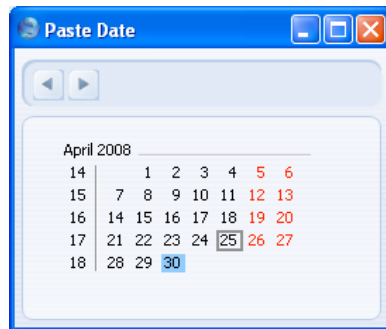 Paste Date
April 2008
14 1 2 3 4 5 6
15 7 8 9 10 11 12 13
16 14 15 16 17 18 19 20
17 21 22 23 24 25 26 27
18 28 29 30